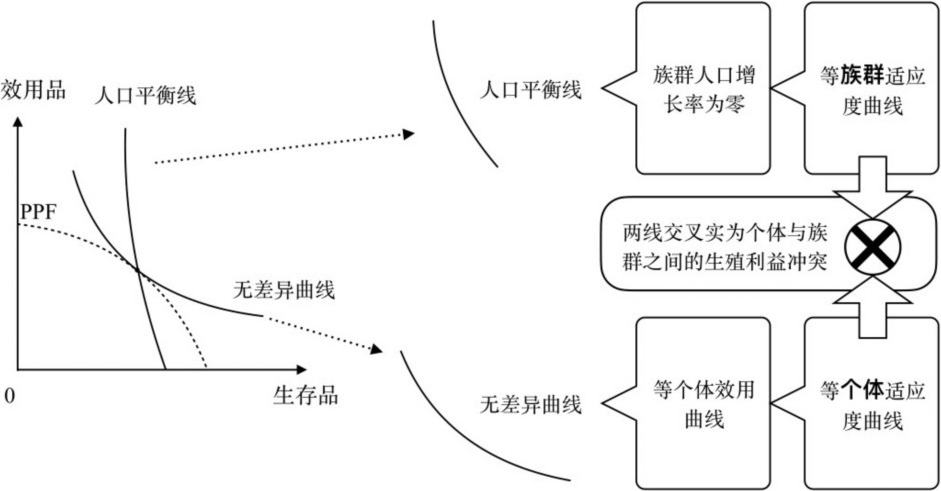 效用品
人口平衡线
PPF
无差异曲线
0
生存品
人口平衡线
族群人口增
长率为零
等族群适应
度曲线
两线交叉实为个体与族
群之间的生殖利益冲突
无差异曲线
等个体效用
曲线
等个体适应
度曲线